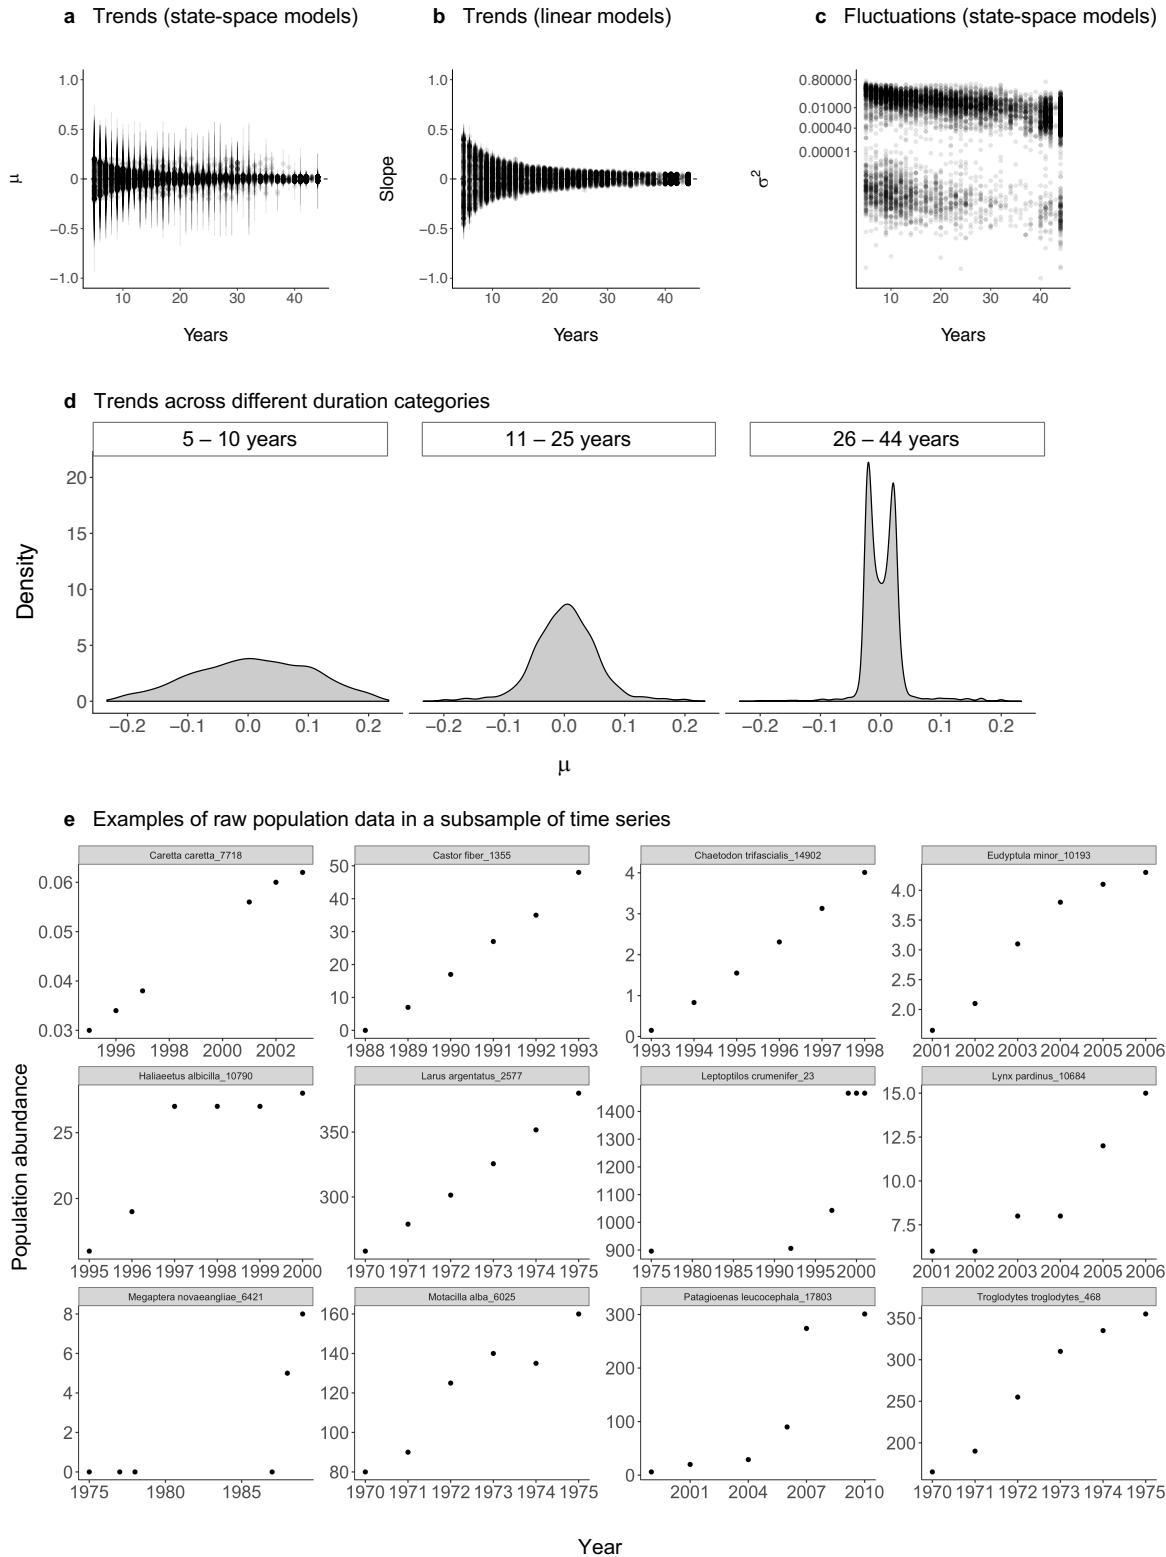 a Trends (state-space models)
b Trends (linear models)
c Fluctuations (state-space models)
μ
1.0
0.5
0
−0.5
−1.0
10 20 30 40
Years
Slope
1.0
0.5
0
−0.5
−1.0
10 20 30 40
Years
σ²
0.80000
0.01000
0.00040
0.00001
10 20 30 40
Years
d Trends across different duration categories
5 – 10 years
11 – 25 years
26 – 44 years
Density
20
15
10
5
0
−0.2 −0.1 0.0 0.1 0.2
−0.2 −0.1 0.0 0.1 0.2
−0.2 −0.1 0.0 0.1 0.2
μ
e Examples of raw population data in a subsample of time series
Population abundance
Caretta caretta_7718
0.06
0.05
0.04
0.03
1996 1998 2000 2002
Castor fiber_1355
50
40
30
20
10
0
1988 1989 1990 1991 1992 1993
Chaetodon trifascialis_14902
4
3
2
1
0
1993 1994 1995 1996 1997 1998
Eudyptula minor_10193
4.0
3.5
3.0
2.5
2.0
2001 2002 2003 2004 2005 2006
Haliaeetus albicilla_10790
25
20
1995 1996 1997 1998 1999 2000
Larus argentatus_2577
350
300
1970 1971 1972 1973 1974 1975
Leptoptilos crumenifer_23
1400
1300
1200
1100
1000
900
1975 1980 1985 1990 1995 2000
Lynx pardinus_10684
15.0
12.5
10.0
7.5
2001 2002 2003 2004 2005 2006
Megaptera novaeangliae_6421
8
6
4
2
0
1975 1980 1985
Motacilla alba_6025
160
140
120
100
80
1970 1971 1972 1973 1974 1975
Patagioenas leucocephala_17803
300
200
100
0
2001 2004 2007 2010
Troglodytes troglodytes_468
350
300
250
200
1970 1971 1972 1973 1974 1975
Year